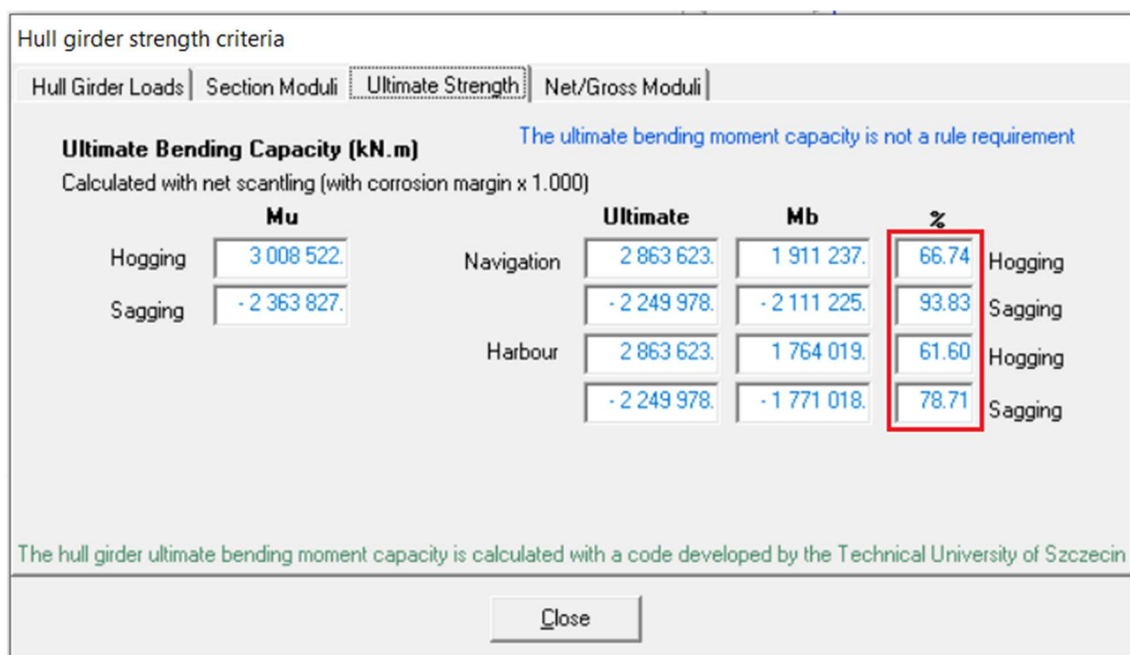 Hull girder strength criteria
Hull Girder Loads Section Moduli Ultimate Strength Net/Gross Moduli
The ultimate bending moment capacity is not a rule requirement
Ultimate Bending Capacity (kN.m)
Calculated with net scantling (with corrosion margin x 1.000)
Mu Ultimate Mb %
Hogging 3 008 522. Navigation 2 863 623. 1 911 237. 66.74 Hogging
Sagging - 2 363 827. - 2 249 978. - 2 111 225. 93.83 Sagging
Harbour 2 863 623. 1 764 019. 61.60 Hogging
- 2 249 978. - 1 771 018. 78.71 Sagging
The hull girder ultimate bending moment capacity is calculated with a code developed by the Technical University of Szczecin
Close